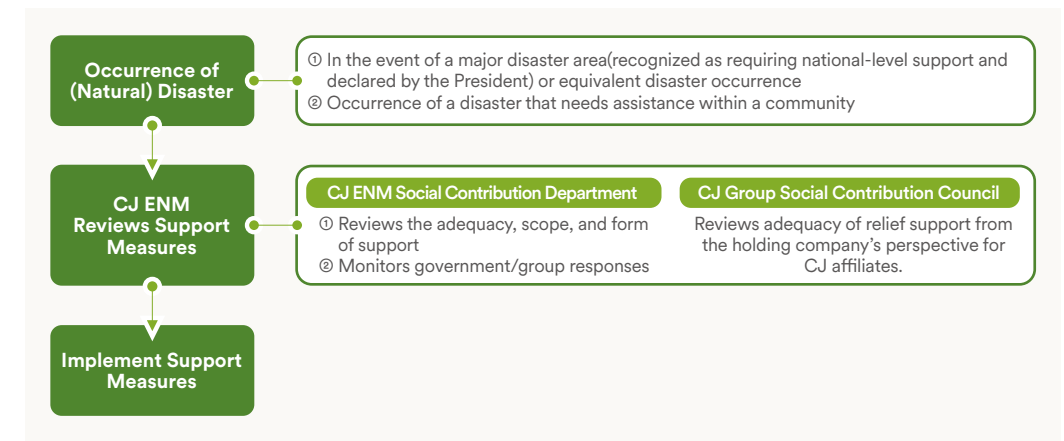 Occurrence of
(Natural) Disaster
① In the event of a major disaster area(recognized as requiring national-level support and
declared by the President) or equivalent disaster occurrence
② Occurrence of a disaster that needs assistance within a community
CJ ENM
Reviews Support
Measures
CJ ENM Social Contribution Department
① Reviews the adequacy, scope, and form
of support
② Monitors government/group responses
CJ Group Social Contribution Council
Reviews adequacy of relief support from
the holding company's perspective for
CJ affiliates.
Implement Support
Measures